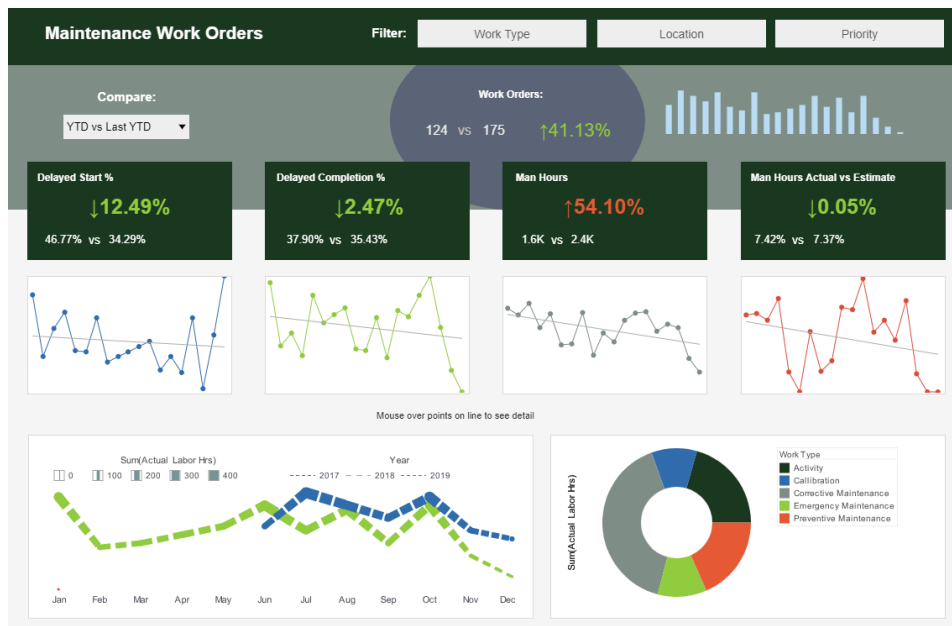 Maintenance Work Orders
Filter:
Work Type
Location
Priority
Compare:
YTD vs Last YTD
Work Orders:
124 vs 175
↑41.13%
Delayed Start %
↓12.49%
46.77% vs 34.29%
Delayed Completion %
↓2.47%
37.90% vs 35.43%
Man Hours
↑54.10%
1.6K vs 2.4K
Man Hours Actual vs Estimate
↓0.05%
7.42% vs 7.37%
Mouse over points on line to see detail
Sum(Actual Labor Hrs)
0 100 200 300 400
Year
2017 2018 2019
Jan Feb Mar Apr May Jun Jul Aug Sep Oct Nov Dec
Sum(Actual Labor Hrs)
Work Type
Activity
Callibration
Corrective Maintenance
Emergency Maintenance
Preventive Maintenance